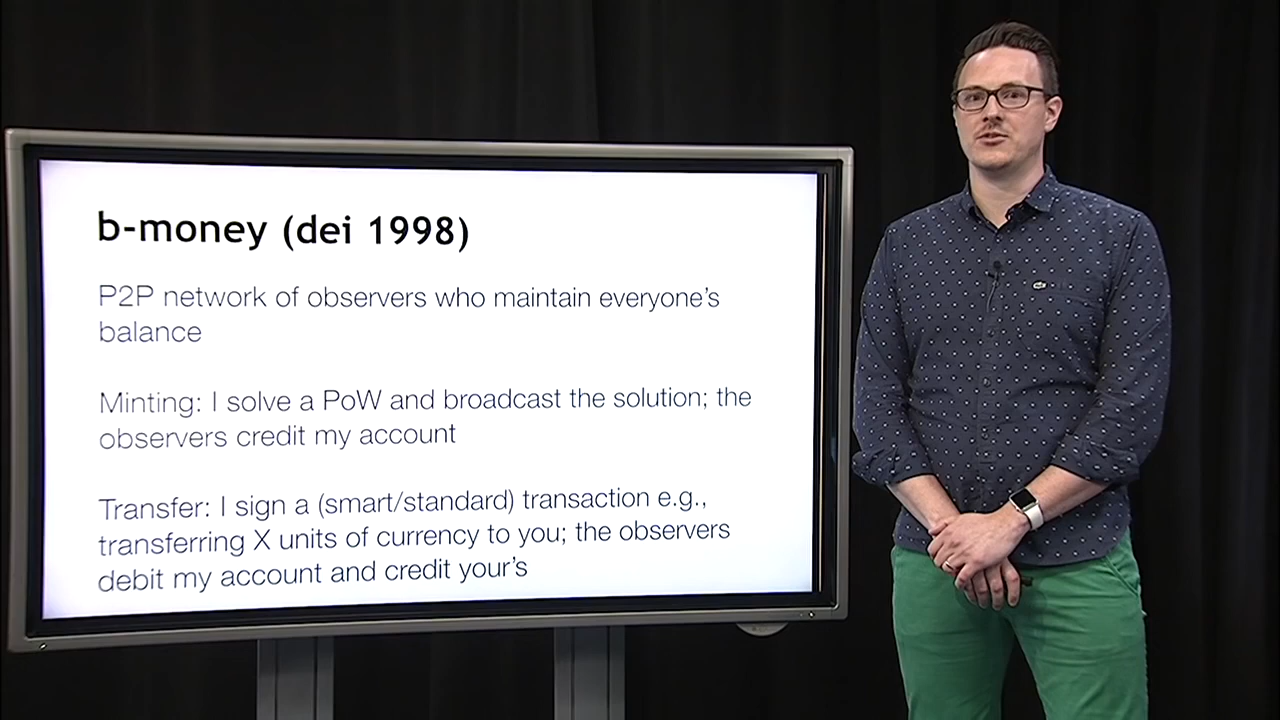 b-money (dei 1998)
P2P network of observers who maintain everyone's
balance
Minting: I solve a PoW and broadcast the solution; the
observers credit my account
Transfer: I sign a (smart/standard) transaction e.g.,
transferring X units of currency to you; the observers
debit my account and credit your's